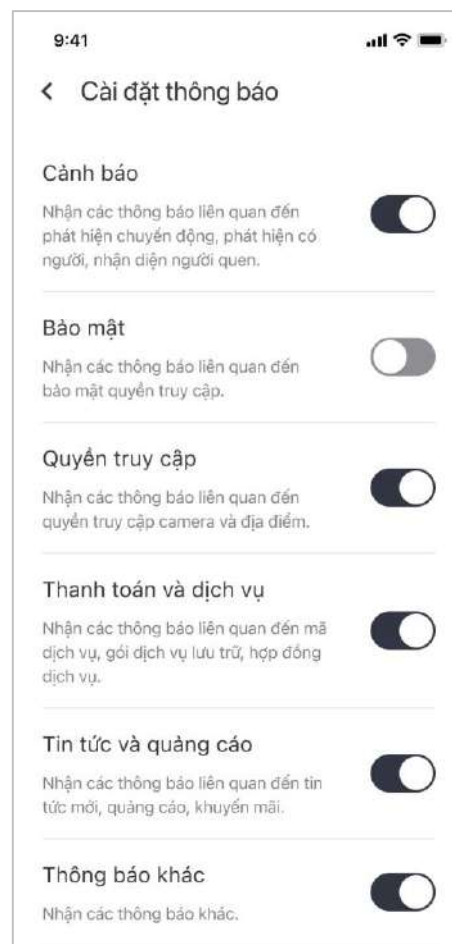 9:41
Cài đặt thông báo
Cảnh báo
Nhận các thông báo liên quan đến
phát hiện chuyển động, phát hiện có
người, nhận diện người quen.
Bảo mật
Nhận các thông báo liên quan đến
bảo mật quyền truy cập.
Quyền truy cập
Nhận các thông báo liên quan đến
quyền truy cập camera và địa điểm.
Thanh toán và dịch vụ
Nhận các thông báo liên quan đến mã
dịch vụ, gói dịch vụ lưu trữ, hợp đồng
dịch vụ.
Tin tức và quảng cáo
Nhận các thông báo liên quan đến tin
tức mới, quảng cáo, khuyến mãi.
Thông báo khác
Nhận các thông báo khác.